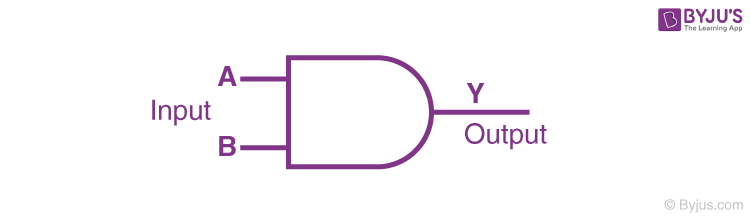 BYJU'S
The Learning App
A
Y
Input
Output
B
© Byjus.com